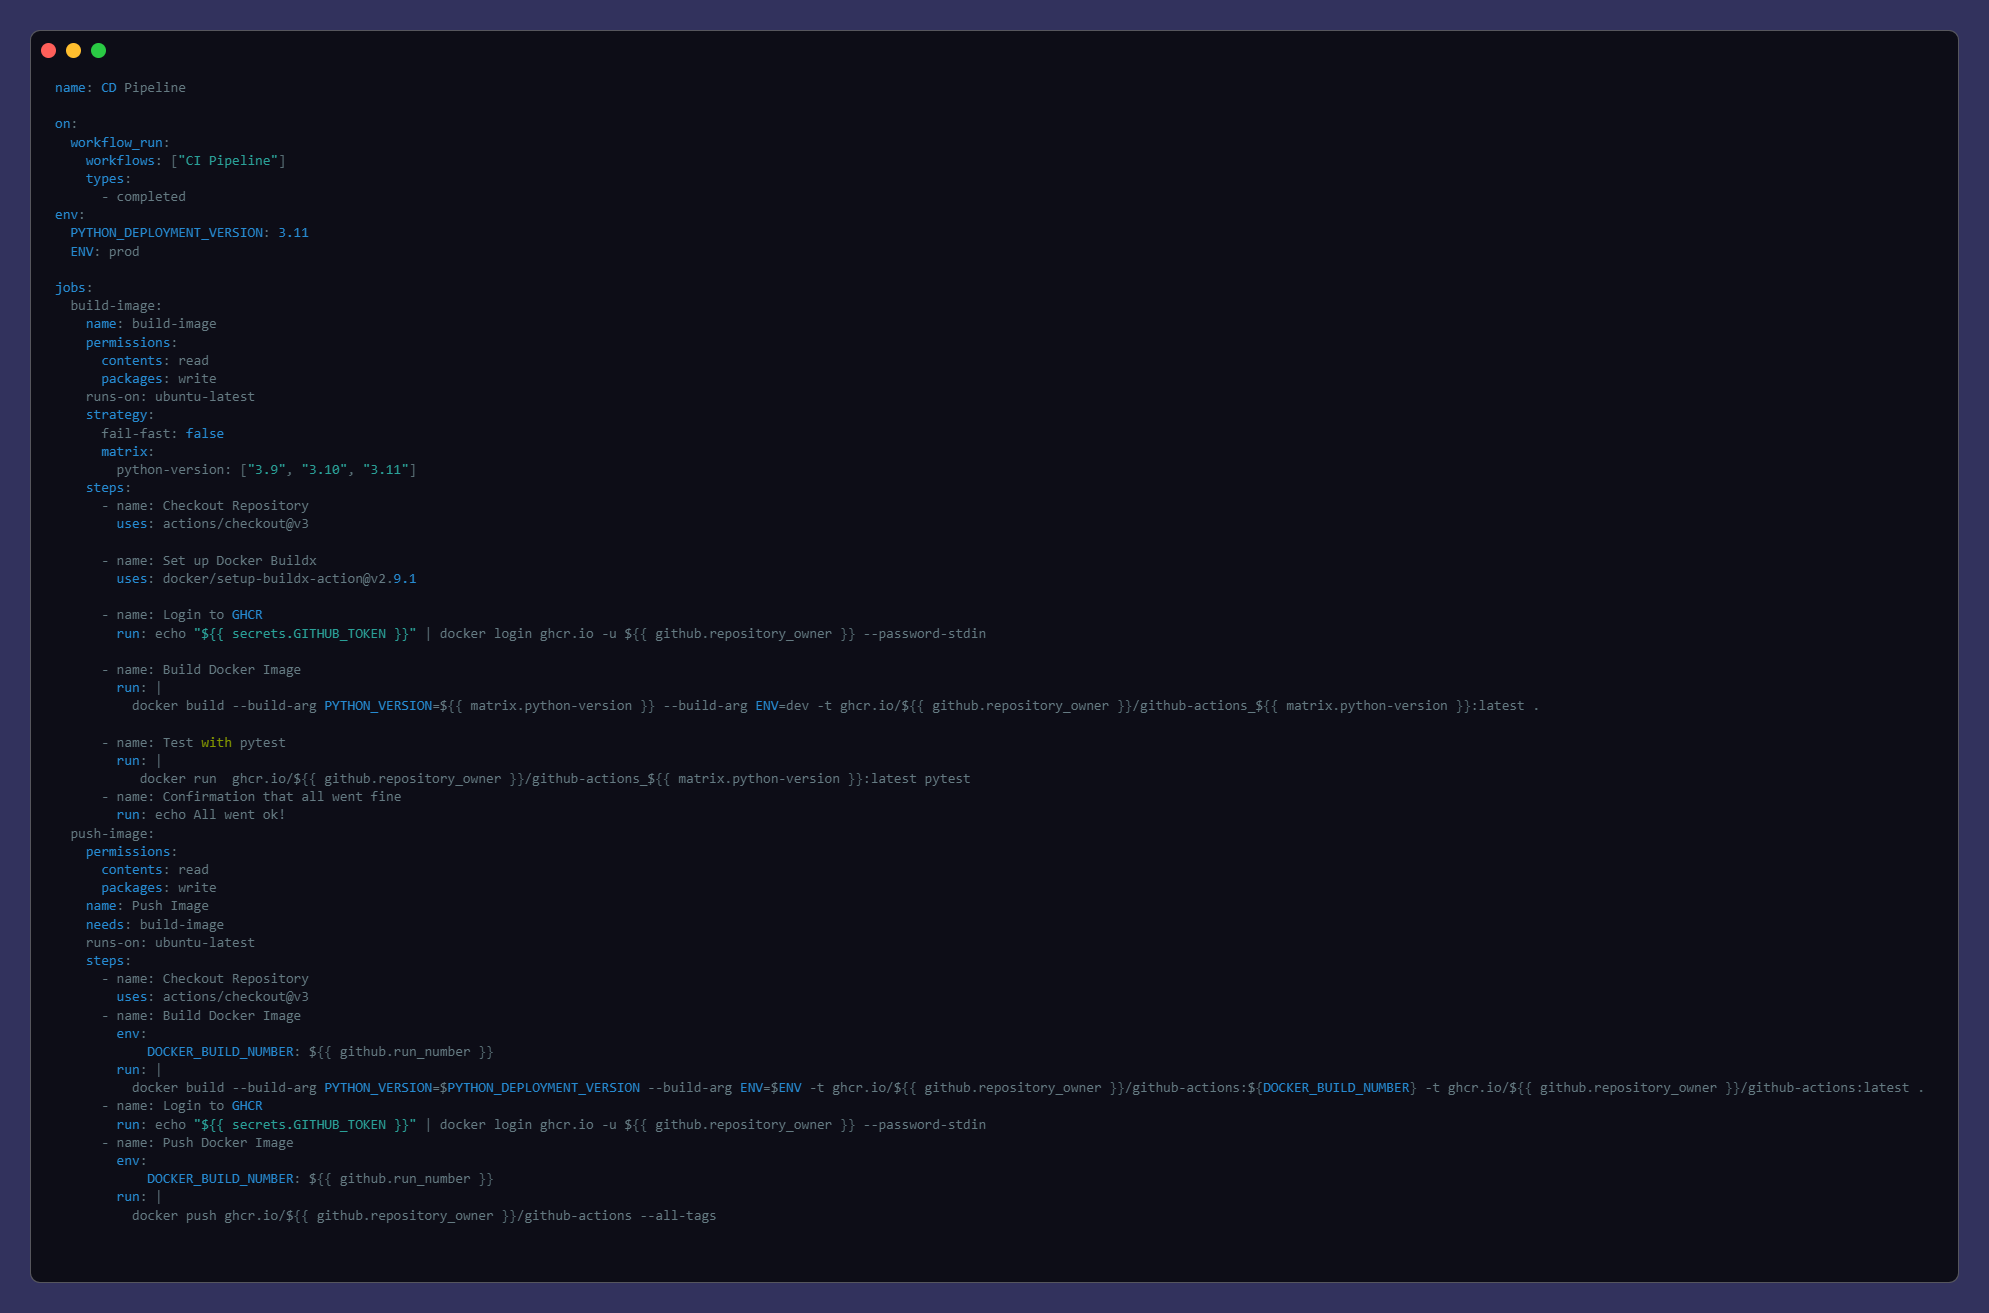 name: CD Pipeline

on:
  workflow_run:
    workflows: ["CI Pipeline"]
    types:
      - completed
env:
  PYTHON_DEPLOYMENT_VERSION: 3.11
  ENV: prod

jobs:
  build-image:
    name: build-image
    permissions:
      contents: read
      packages: write
    runs-on: ubuntu-latest
    strategy:
      fail-fast: false
      matrix:
        python-version: ["3.9", "3.10", "3.11"]
    steps:
      - name: Checkout Repository
        uses: actions/checkout@v3

      - name: Set up Docker Buildx
        uses: docker/setup-buildx-action@v2.9.1

      - name: Login to GHCR
        run: echo "${{ secrets.GITHUB_TOKEN }}" | docker login ghcr.io -u ${{ github.repository_owner }} --password-stdin

      - name: Build Docker Image
        run: |
          docker build --build-arg PYTHON_VERSION=${{ matrix.python-version }} --build-arg ENV=dev -t ghcr.io/${{ github.repository_owner }}/github-actions_${{ matrix.python-version }}:latest .

      - name: Test with pytest
        run: |
           docker run  ghcr.io/${{ github.repository_owner }}/github-actions_${{ matrix.python-version }}:latest pytest
      - name: Confirmation that all went fine
        run: echo All went ok!
  push-image:
    permissions:
      contents: read
      packages: write
    name: Push Image
    needs: build-image
    runs-on: ubuntu-latest
    steps:
      - name: Checkout Repository
        uses: actions/checkout@v3
      - name: Build Docker Image
        env:
            DOCKER_BUILD_NUMBER: ${{ github.run_number }}
        run: |
          docker build --build-arg PYTHON_VERSION=$PYTHON_DEPLOYMENT_VERSION --build-arg ENV=$ENV -t ghcr.io/${{ github.repository_owner }}/github-actions:${DOCKER_BUILD_NUMBER} -t ghcr.io/${{ github.repository_owner }}/github-actions:latest .
      - name: Login to GHCR
        run: echo "${{ secrets.GITHUB_TOKEN }}" | docker login ghcr.io -u ${{ github.repository_owner }} --password-stdin
      - name: Push Docker Image
        env:
            DOCKER_BUILD_NUMBER: ${{ github.run_number }}
        run: |
          docker push ghcr.io/${{ github.repository_owner }}/github-actions --all-tags